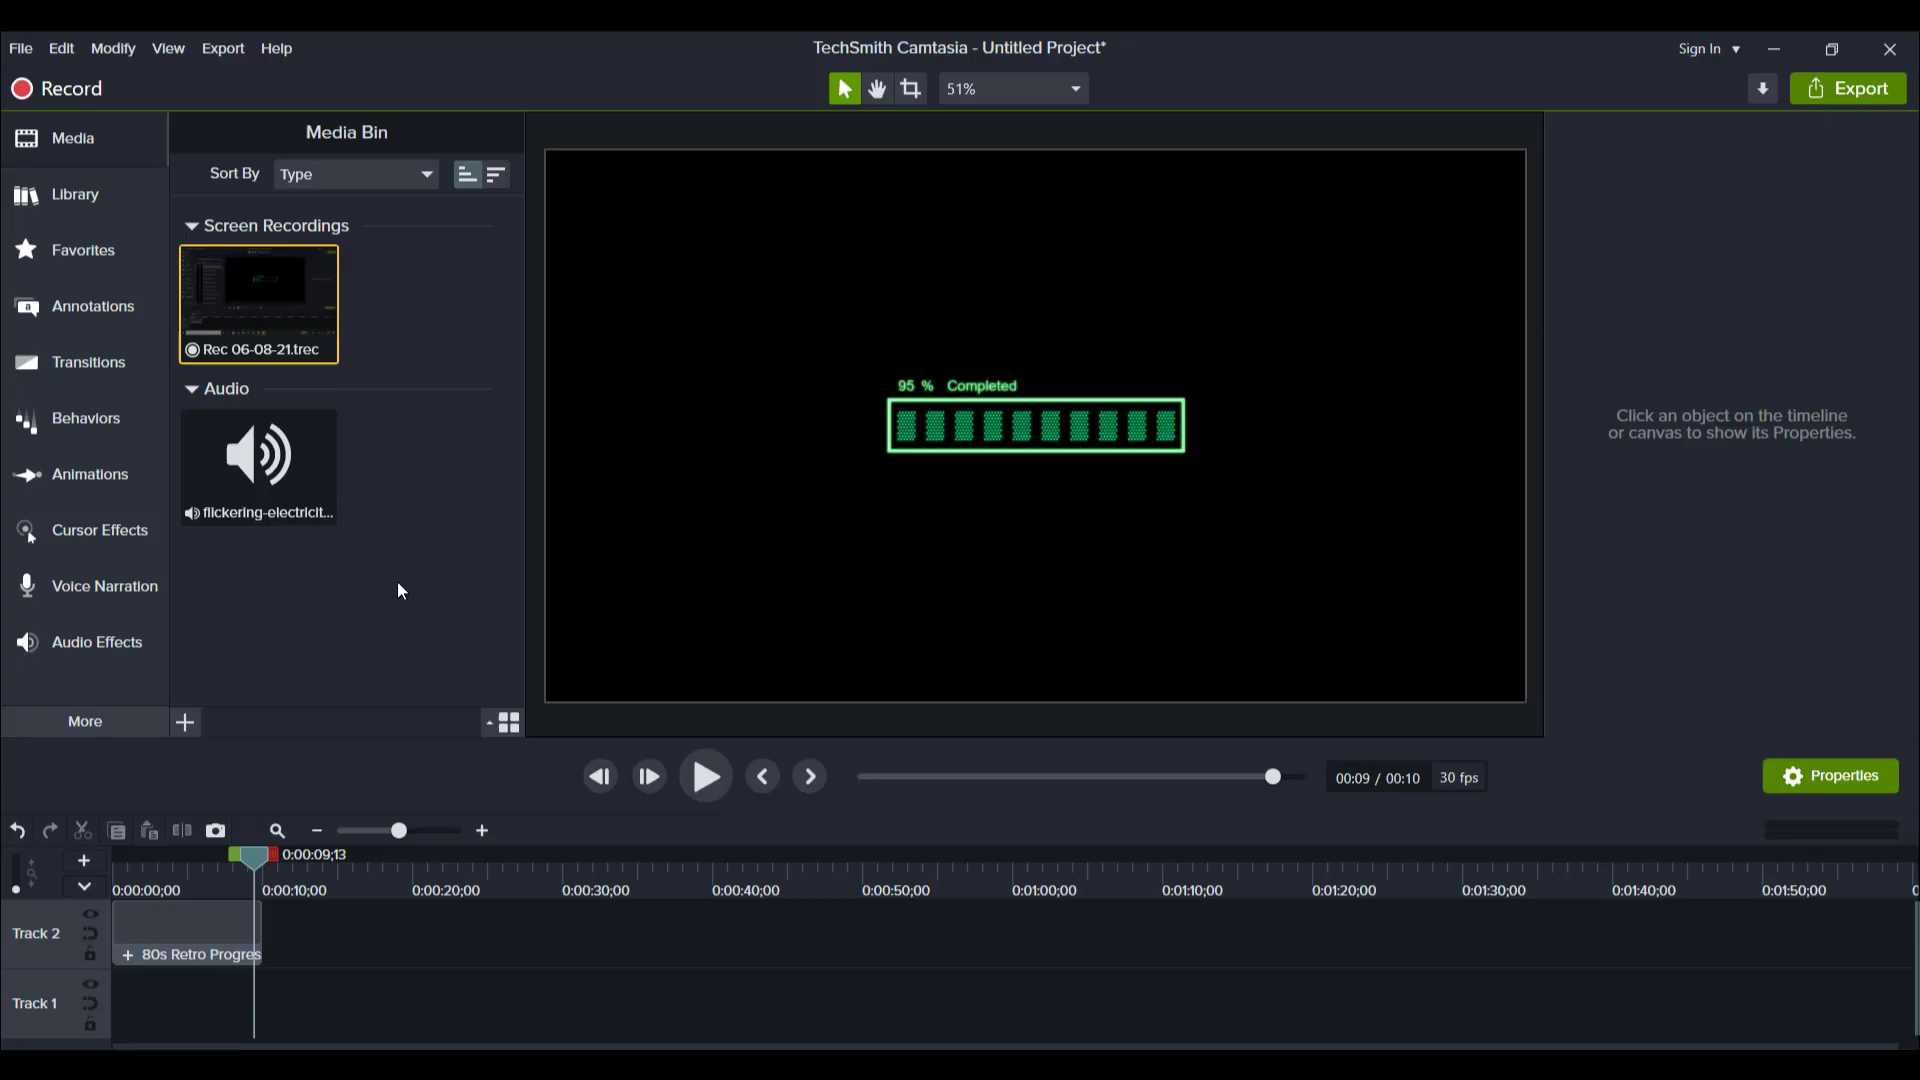 File Edit Modify View Export Help
TechSmith Camtasia - Untitled Project*
Sign In
Record
51%
Export
Media
Library
Favorites
a
Annotations
Transitions
Behaviors
Animations
Cursor Effects
Voice Narration
Audio Effects
More
Media Bin
Sort By Type
Screen Recordings
Rec 06-08-21.trec
Audio
flickering-electricit...
95 % Completed
Click an object on the timeline
or canvas to show its Properties.
00:09 / 00:10 30 fps
Properties
0:00:09;13
0:00:00;00 0:00:10;00 0:00:20;00 0:00:30;00 0:00:40;00 0:00:50;00 0:01:00;00 0:01:10;00 0:01:20;00 0:01:30;00 0:01:40;00 0:01:50;00
Track 2
+ 80s Retro Progres
Track 1